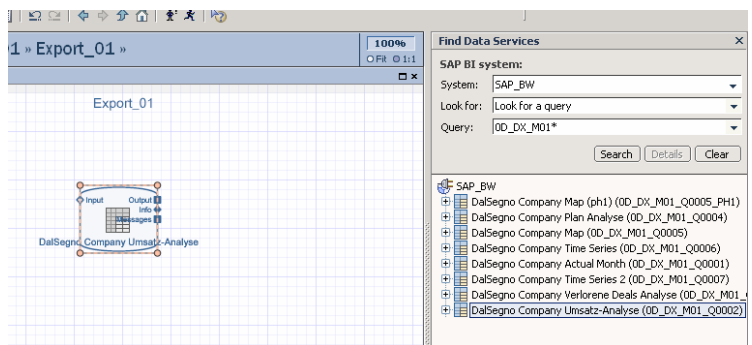 1 » Export_01 »
100%
Fit 1:1
Export_01
Input Output
Info
Messages
DalSegno Company Umsatz-Analyse
Find Data Services
SAP BI system:
System: SAP_BW
Look for: Look for a query
Query: 0D_DX_M01*
Search Details Clear
SAP_BW
DalSegno Company Map (ph1) (0D_DX_M01_Q0005_PH1)
DalSegno Company Plan Analyse (0D_DX_M01_Q0004)
DalSegno Company Map (0D_DX_M01_Q0005)
DalSegno Company Time Series (0D_DX_M01_Q0006)
DalSegno Company Actual Month (0D_DX_M01_Q0001)
DalSegno Company Time Series 2 (0D_DX_M01_Q0007)
DalSegno Company Verlorene Deals Analyse (0D_DX_M01_
DalSegno Company Umsatz-Analyse (0D_DX_M01_Q0002)